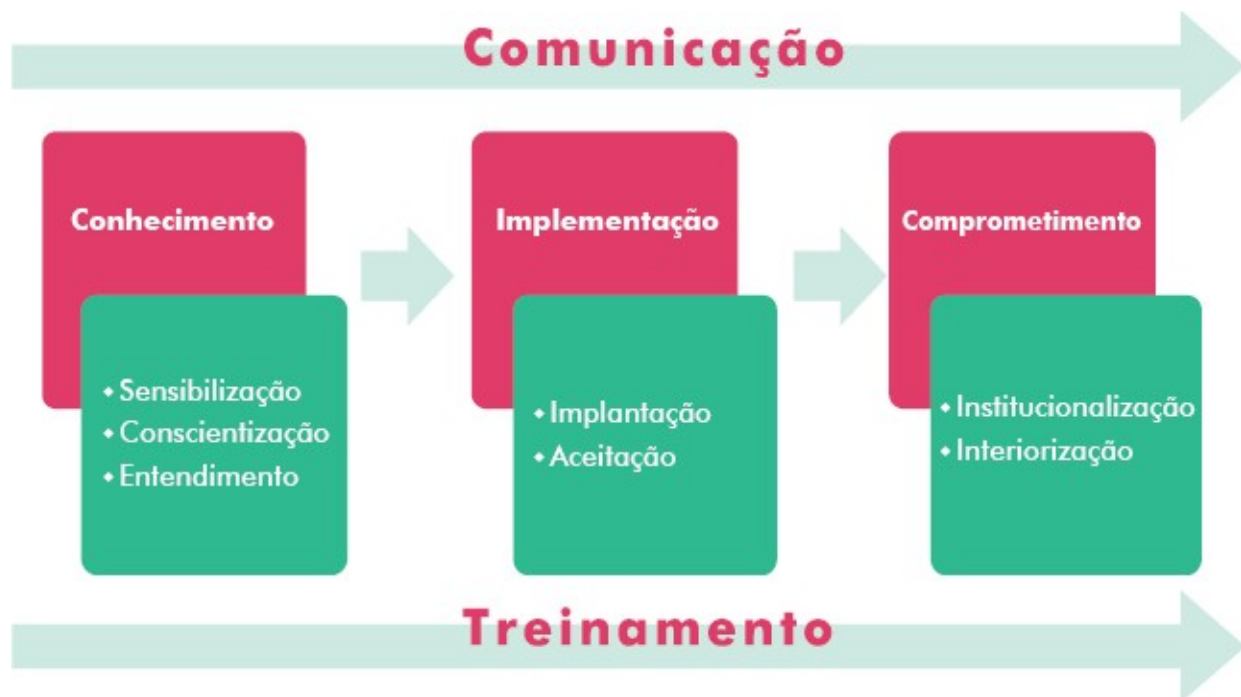 Comunicação
Conhecimento
• Sensibilização
• Conscientização
• Entendimento
Implementação
• Implantação
• Aceitação
Comprometimento
• Institucionalização
• Interiorização
Treinamento